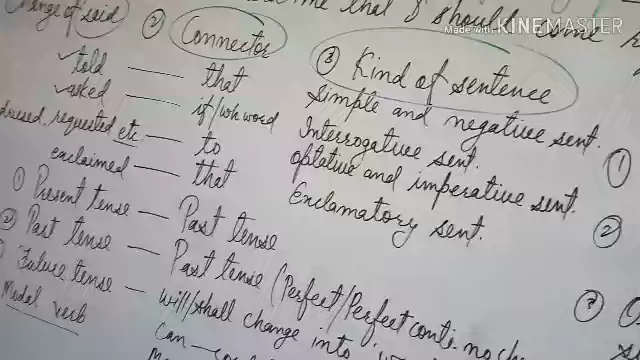 change of said ② Connector
me that I should come
Made with KINEMASTER
③ Kind of sentence
told — that Simple and negative sent.
asked — if/wh word Interrogative sent.
requested etc — to optative and imperative sent.
exclaimed — that Exclamatory sent.
① Present tense — Past tense
② Past tense — Past tense (Perfect/Perfect conti.
Future tense — will/shall change into
Modal verb
can —
①
②
③